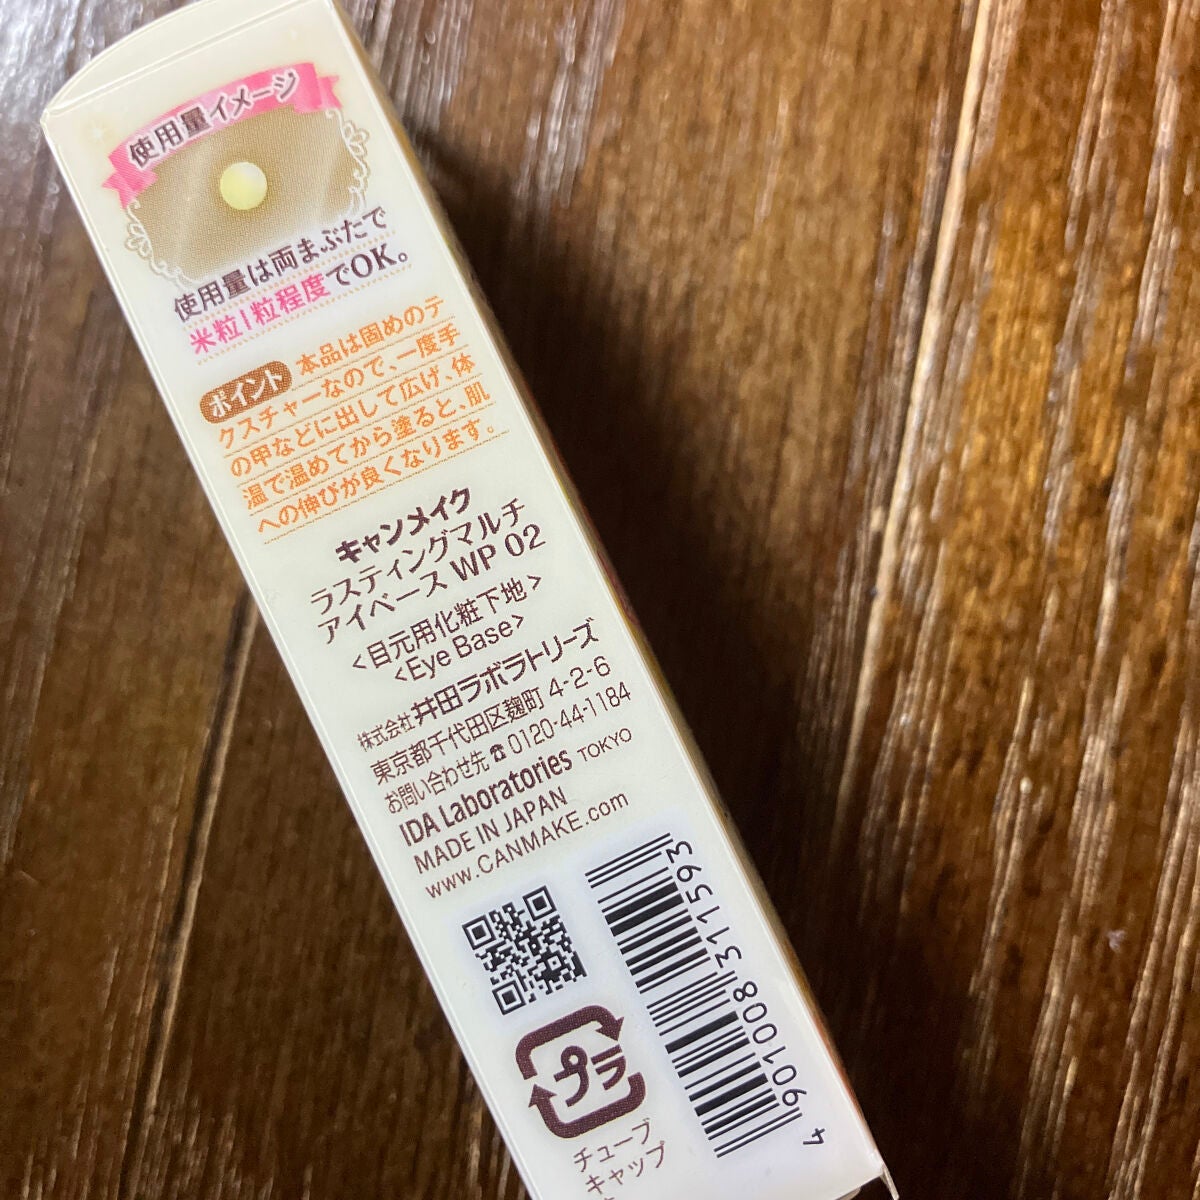 使用量イメージ
使用量は両まぶたで
米粒1粒程度でOK。
ポイント 本品は固めのテ
クスチャーなので、一度手
の甲などに出して広げ、体
温で温めてから塗ると、肌
への伸びが良くなります。
キャンメイク
ラスティングマルチ
アイベース WP 02
<目元用化粧下地>
<Eye Base>
株式会社 井田ラボラトリーズ
東京都千代田区麹町 4-2-6
お問い合わせ先☎0120-44-1184
IDA Laboratories TOKYO
MADE IN JAPAN
www.CANMAKE.com
4 901008 311593
プラ
チューブ
キャップ